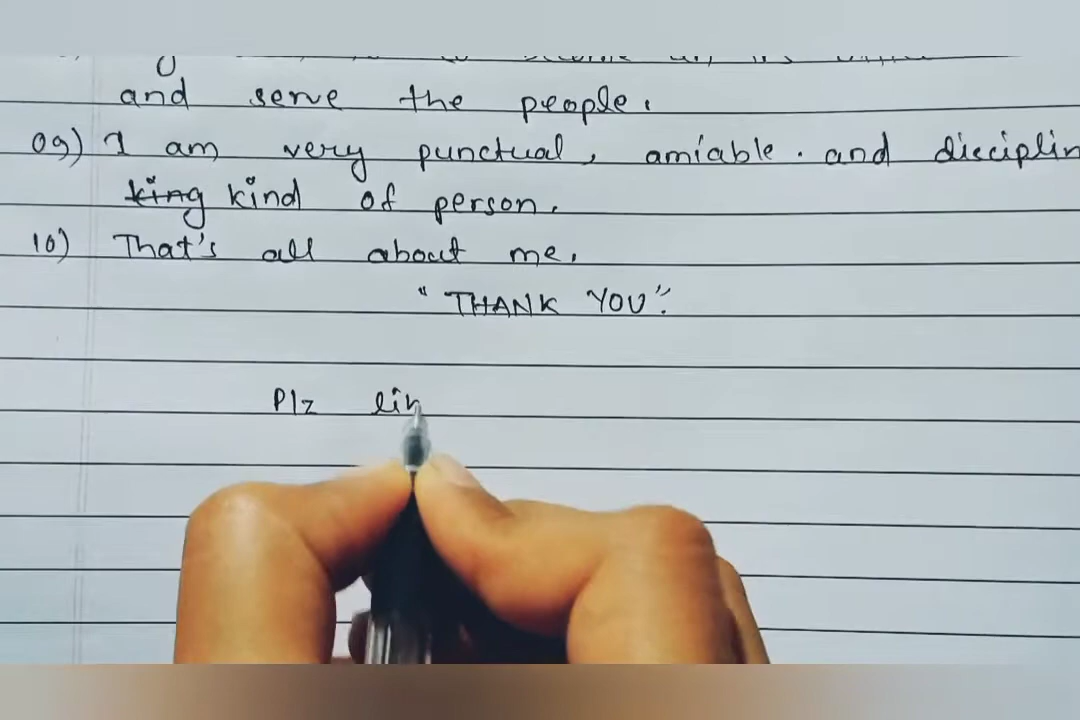 and serve the people.
09) I am very punctual, amiable. and disciplin
king kind of person.
10) That's all about me.
"THANK YOU".
Plz